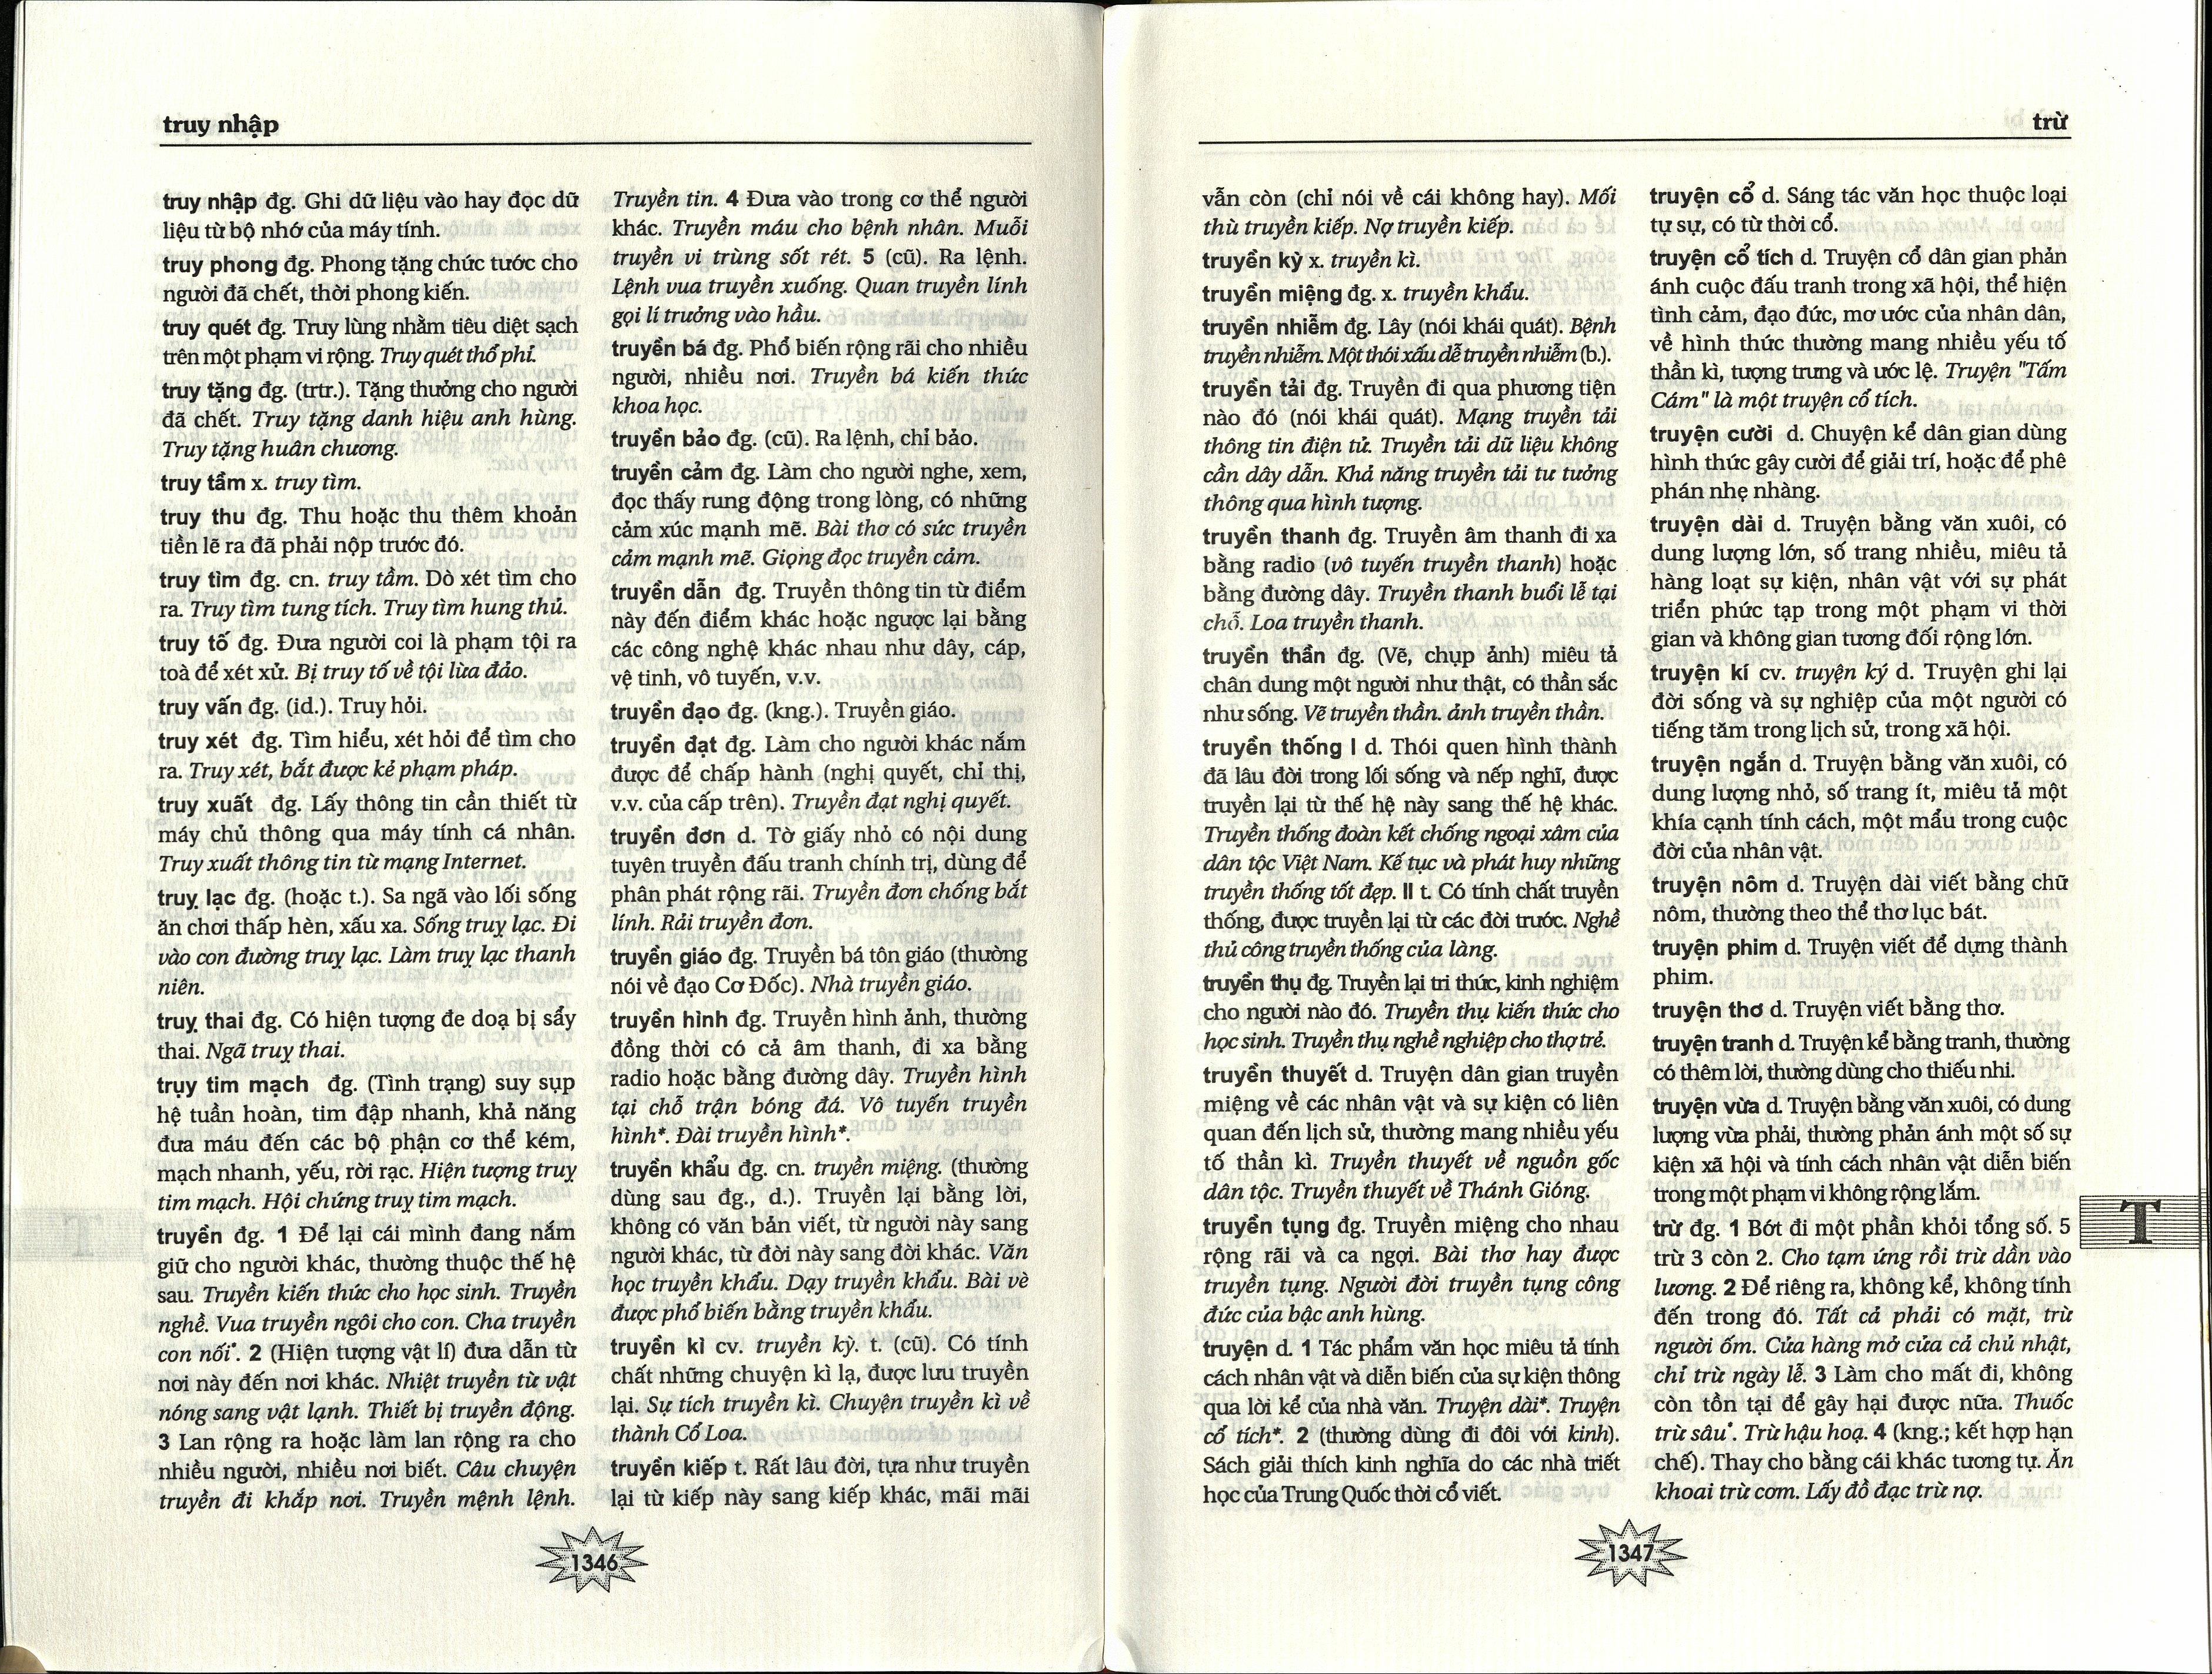 truy nhập
truy nhập đg. Ghi dữ liệu vào hay đọc dữ
liệu từ bộ nhớ của máy tính.
truy phong đg. Phong tặng chức tước cho
người đã chết, thời phong kiến.
truy quét đg. Truy lùng nhằm tiêu diệt sạch
trên một phạm vi rộng. Truy quét thổ phỉ.
truy tặng đg. (trtr.). Tặng thưởng cho người
đã chết. Truy tặng danh hiệu anh hùng.
Truy tặng huân chương.
truy tầm x. truy tìm.
truy thu đg. Thu hoặc thu thêm khoản
tiền lẽ ra đã phải nộp trước đó.
truy tìm đg. cn. truy tầm. Dò xét tìm cho
ra. Truy tìm tung tích. Truy tìm hung thủ.
truy tố đg. Đưa người coi là phạm tội ra
toà để xét xử. Bị truy tố về tội lừa đảo.
truy vấn đg. (id.). Truy hỏi.
truy xét đg. Tìm hiểu, xét hỏi để tìm cho
ra. Truy xét, bắt được kẻ phạm pháp.
truy xuất đg. Lấy thông tin cần thiết từ
máy chủ thông qua máy tính cá nhân.
Truy xuất thông tin từ mạng Internet.
truỵ lạc đg. (hoặc t.). Sa ngã vào lối sống
ăn chơi thấp hèn, xấu xa. Sống truỵ lạc. Đi
vào con đường truỵ lạc. Làm truỵ lạc thanh
niên.
truỵ thai đg. Có hiện tượng đe doạ bị sẩy
thai. Ngã truỵ thai.
trụy tim mạch đg. (Tình trạng) suy sụp
hệ tuần hoàn, tim đập nhanh, khả năng
đưa máu đến các bộ phận cơ thể kém,
mạch nhanh, yếu, rời rạc. Hiện tượng truỵ
tim mạch. Hội chứng truỵ tim mạch.
truyền đg. 1 Để lại cái mình đang nắm
giữ cho người khác, thường thuộc thế hệ
sau. Truyền kiến thức cho học sinh. Truyền
nghề. Vua truyền ngôi cho con. Cha truyền
con nối*. 2 (Hiện tượng vật lí) đưa dẫn từ
nơi này đến nơi khác. Nhiệt truyền từ vật
nóng sang vật lạnh. Thiết bị truyền động.
3 Lan rộng ra hoặc làm lan rộng ra cho
nhiều người, nhiều nơi biết. Câu chuyện
truyền đi khắp nơi. Truyền mệnh lệnh.
Truyền tin. 4 Đưa vào trong cơ thể người
khác. Truyền máu cho bệnh nhân. Muỗi
truyền vi trùng sốt rét. 5 (cũ). Ra lệnh.
Lệnh vua truyền xuống. Quan truyền lính
gọi lí trưởng vào hầu.
truyền bá đg. Phổ biến rộng rãi cho nhiều
người, nhiều nơi. Truyền bá kiến thức
khoa học.
truyền bảo đg. (cũ). Ra lệnh, chỉ bảo.
truyền cảm đg. Làm cho người nghe, xem,
đọc thấy rung động trong lòng, có những
cảm xúc mạnh mẽ. Bài thơ có sức truyền
cảm mạnh mẽ. Giọng đọc truyền cảm.
truyền dẫn đg. Truyền thông tin từ điểm
này đến điểm khác hoặc ngược lại bằng
các công nghệ khác nhau như dây, cáp,
vệ tinh, vô tuyến, v.v.
truyền đạo đg. (kng.). Truyền giáo.
truyền đạt đg. Làm cho người khác nắm
được để chấp hành (nghị quyết, chỉ thị,
v.v. của cấp trên). Truyền đạt nghị quyết.
truyền đơn d. Tờ giấy nhỏ có nội dung
tuyên truyền đấu tranh chính trị, dùng để
phân phát rộng rãi. Truyền đơn chống bắt
lính. Rải truyền đơn.
truyền giáo đg. Truyền bá tôn giáo (thường
nói về đạo Cơ Đốc). Nhà truyền giáo.
truyền hình đg. Truyền hình ảnh, thường
đồng thời có cả âm thanh, đi xa bằng
radio hoặc bằng đường dây. Truyền hình
tại chỗ trận bóng đá. Vô tuyến truyền
hình*. Đài truyền hình*.
truyền khẩu đg. cn. truyền miệng. (thường
dùng sau đg., d.). Truyền lại bằng lời,
không có văn bản viết, từ người này sang
người khác, từ đời này sang đời khác. Văn
học truyền khẩu. Dạy truyền khẩu. Bài vè
được phổ biến bằng truyền khẩu.
truyền kì cv. truyền kỳ. t. (cũ). Có tính
chất những chuyện kì lạ, được lưu truyền
lại. Sự tích truyền kì. Chuyện truyền kì về
thành Cổ Loa.
truyền kiếp t. Rất lâu đời, tựa như truyền
lại từ kiếp này sang kiếp khác, mãi mãi
1346
trừ
vẫn còn (chỉ nói về cái không hay). Mối
thù truyền kiếp. Nợ truyền kiếp.
truyền kỳ x. truyền kì.
truyền miệng đg. x. truyền khẩu.
truyền nhiễm đg. Lây (nói khái quát). Bệnh
truyền nhiễm. Một thói xấu dễ truyền nhiễm (b.).
truyền tải đg. Truyền đi qua phương tiện
nào đó (nói khái quát). Mạng truyền tải
thông tin điện tử. Truyền tải dữ liệu không
cần dây dẫn. Khả năng truyền tải tư tưởng
thông qua hình tượng.
truyền thanh đg. Truyền âm thanh đi xa
bằng radio (vô tuyến truyền thanh) hoặc
bằng đường dây. Truyền thanh buổi lễ tại
chỗ. Loa truyền thanh.
truyền thần đg. (Vẽ, chụp ảnh) miêu tả
chân dung một người như thật, có thần sắc
như sống. Vẽ truyền thần. ảnh truyền thần.
truyền thống I d. Thói quen hình thành
đã lâu đời trong lối sống và nếp nghĩ, được
truyền lại từ thế hệ này sang thế hệ khác.
Truyền thống đoàn kết chống ngoại xâm của
dân tộc Việt Nam. Kế tục và phát huy những
truyền thống tốt đẹp. II t. Có tính chất truyền
thống, được truyền lại từ các đời trước. Nghề
thủ công truyền thống của làng.
truyền thụ đg. Truyền lại tri thức, kinh nghiệm
cho người nào đó. Truyền thụ kiến thức cho
học sinh. Truyền thụ nghề nghiệp cho thợ trẻ.
truyền thuyết d. Truyện dân gian truyền
miệng về các nhân vật và sự kiện có liên
quan đến lịch sử, thường mang nhiều yếu
tố thần kì. Truyền thuyết về nguồn gốc
dân tộc. Truyền thuyết về Thánh Gióng.
truyền tụng đg. Truyền miệng cho nhau
rộng rãi và ca ngợi. Bài thơ hay được
truyền tụng. Người đời truyền tụng công
đức của bậc anh hùng.
truyện d. 1 Tác phẩm văn học miêu tả tính
cách nhân vật và diễn biến của sự kiện thông
qua lời kể của nhà văn. Truyện dài*. Truyện
cổ tích*. 2 (thường dùng đi đôi với kinh).
Sách giải thích kinh nghĩa do các nhà triết
học của Trung Quốc thời cổ viết.
truyện cổ d. Sáng tác văn học thuộc loại
tự sự, có từ thời cổ.
truyện cổ tích d. Truyện cổ dân gian phản
ánh cuộc đấu tranh trong xã hội, thể hiện
tình cảm, đạo đức, mơ ước của nhân dân,
về hình thức thường mang nhiều yếu tố
thần kì, tượng trưng và ước lệ. Truyện "Tấm
Cám" là một truyện cổ tích.
truyện cười d. Chuyện kể dân gian dùng
hình thức gây cười để giải trí, hoặc để phê
phán nhẹ nhàng.
truyện dài d. Truyện bằng văn xuôi, có
dung lượng lớn, số trang nhiều, miêu tả
hàng loạt sự kiện, nhân vật với sự phát
triển phức tạp trong một phạm vi thời
gian và không gian tương đối rộng lớn.
truyện kí cv. truyện ký d. Truyện ghi lại
đời sống và sự nghiệp của một người có
tiếng tăm trong lịch sử, trong xã hội.
truyện ngắn d. Truyện bằng văn xuôi, có
dung lượng nhỏ, số trang ít, miêu tả một
khía cạnh tính cách, một mẩu trong cuộc
đời của nhân vật.
truyện nôm d. Truyện dài viết bằng chữ
nôm, thường theo thể thơ lục bát.
truyện phim d. Truyện viết để dựng thành
phim.
truyện thơ d. Truyện viết bằng thơ.
truyện tranh d. Truyện kể bằng tranh, thường
có thêm lời, thường dùng cho thiếu nhi.
truyện vừa d. Truyện bằng văn xuôi, có dung
lượng vừa phải, thường phản ánh một số sự
kiện xã hội và tính cách nhân vật diễn biến
trong một phạm vi không rộng lắm.
trừ đg. 1 Bớt đi một phần khỏi tổng số. 5
trừ 3 còn 2. Cho tạm ứng rồi trừ dần vào
lương. 2 Để riêng ra, không kể, không tính
đến trong đó. Tất cả phải có mặt, trừ
người ốm. Cửa hàng mở cửa cả chủ nhật,
chỉ trừ ngày lễ. 3 Làm cho mất đi, không
còn tồn tại để gây hại được nữa. Thuốc
trừ sâu*. Trừ hậu hoạ. 4 (kng.; kết hợp hạn
chế). Thay cho bằng cái khác tương tự. Ăn
khoai trừ cơm. Lấy đồ đạc trừ nợ.
T
1347